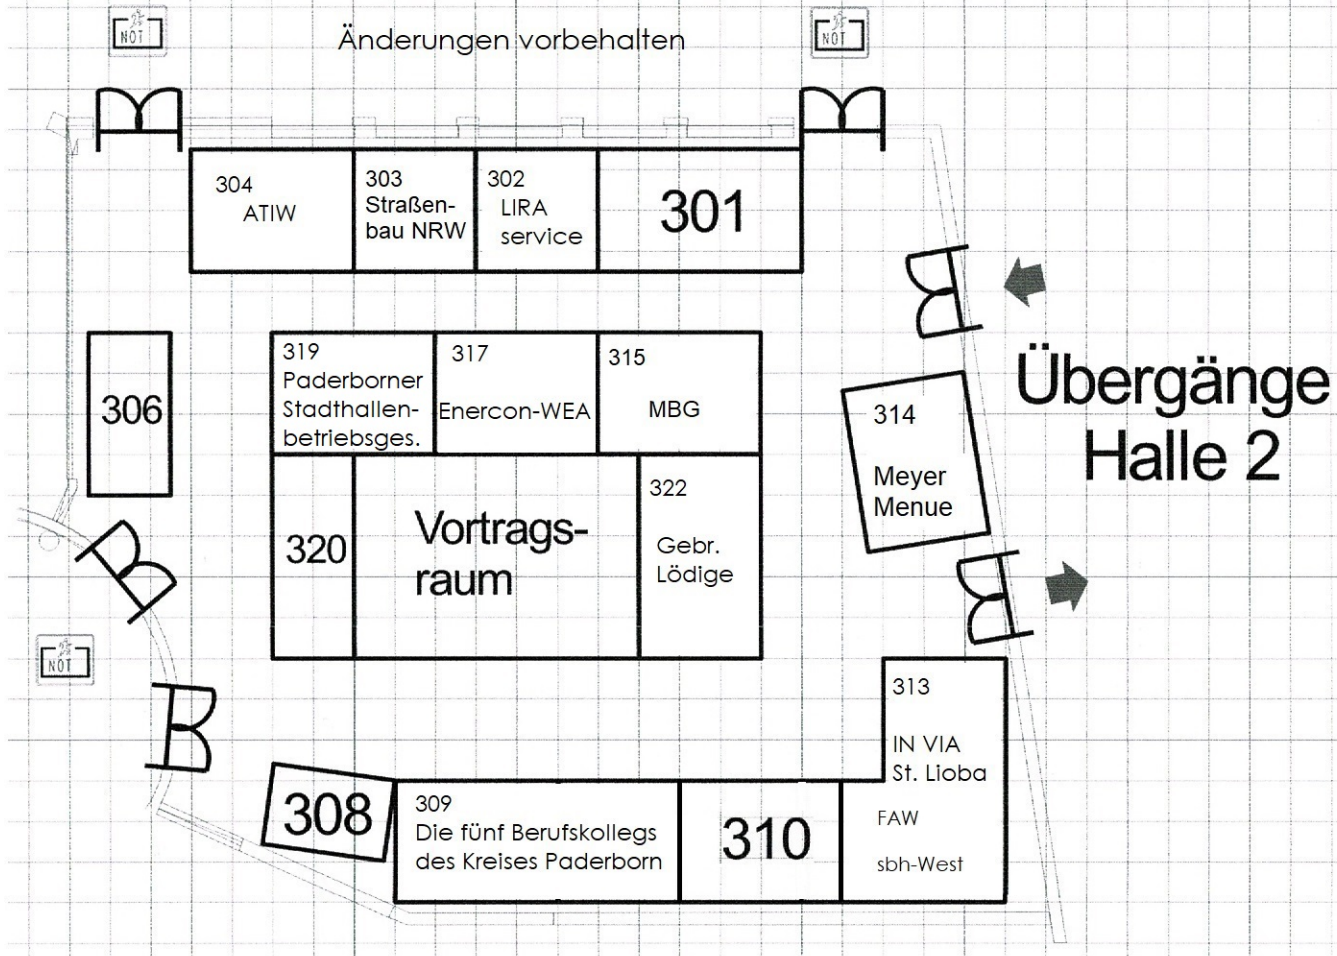 NOT
Änderungen vorbehalten
NOT
304
ATIW
303
Straßen-
bau NRW
302
LIRA
service
301
306
319
Paderborner
Stadthallen-
betriebsges.
317
Enercon-WEA
315
MBG
314
Meyer
Menue
Übergänge
Halle 2
320
Vortrags-
raum
322
Gebr.
Lödige
NOT
313
IN VIA
St. Lioba
FAW
sbh-West
308
309
Die fünf Berufskollegs
des Kreises Paderborn
310